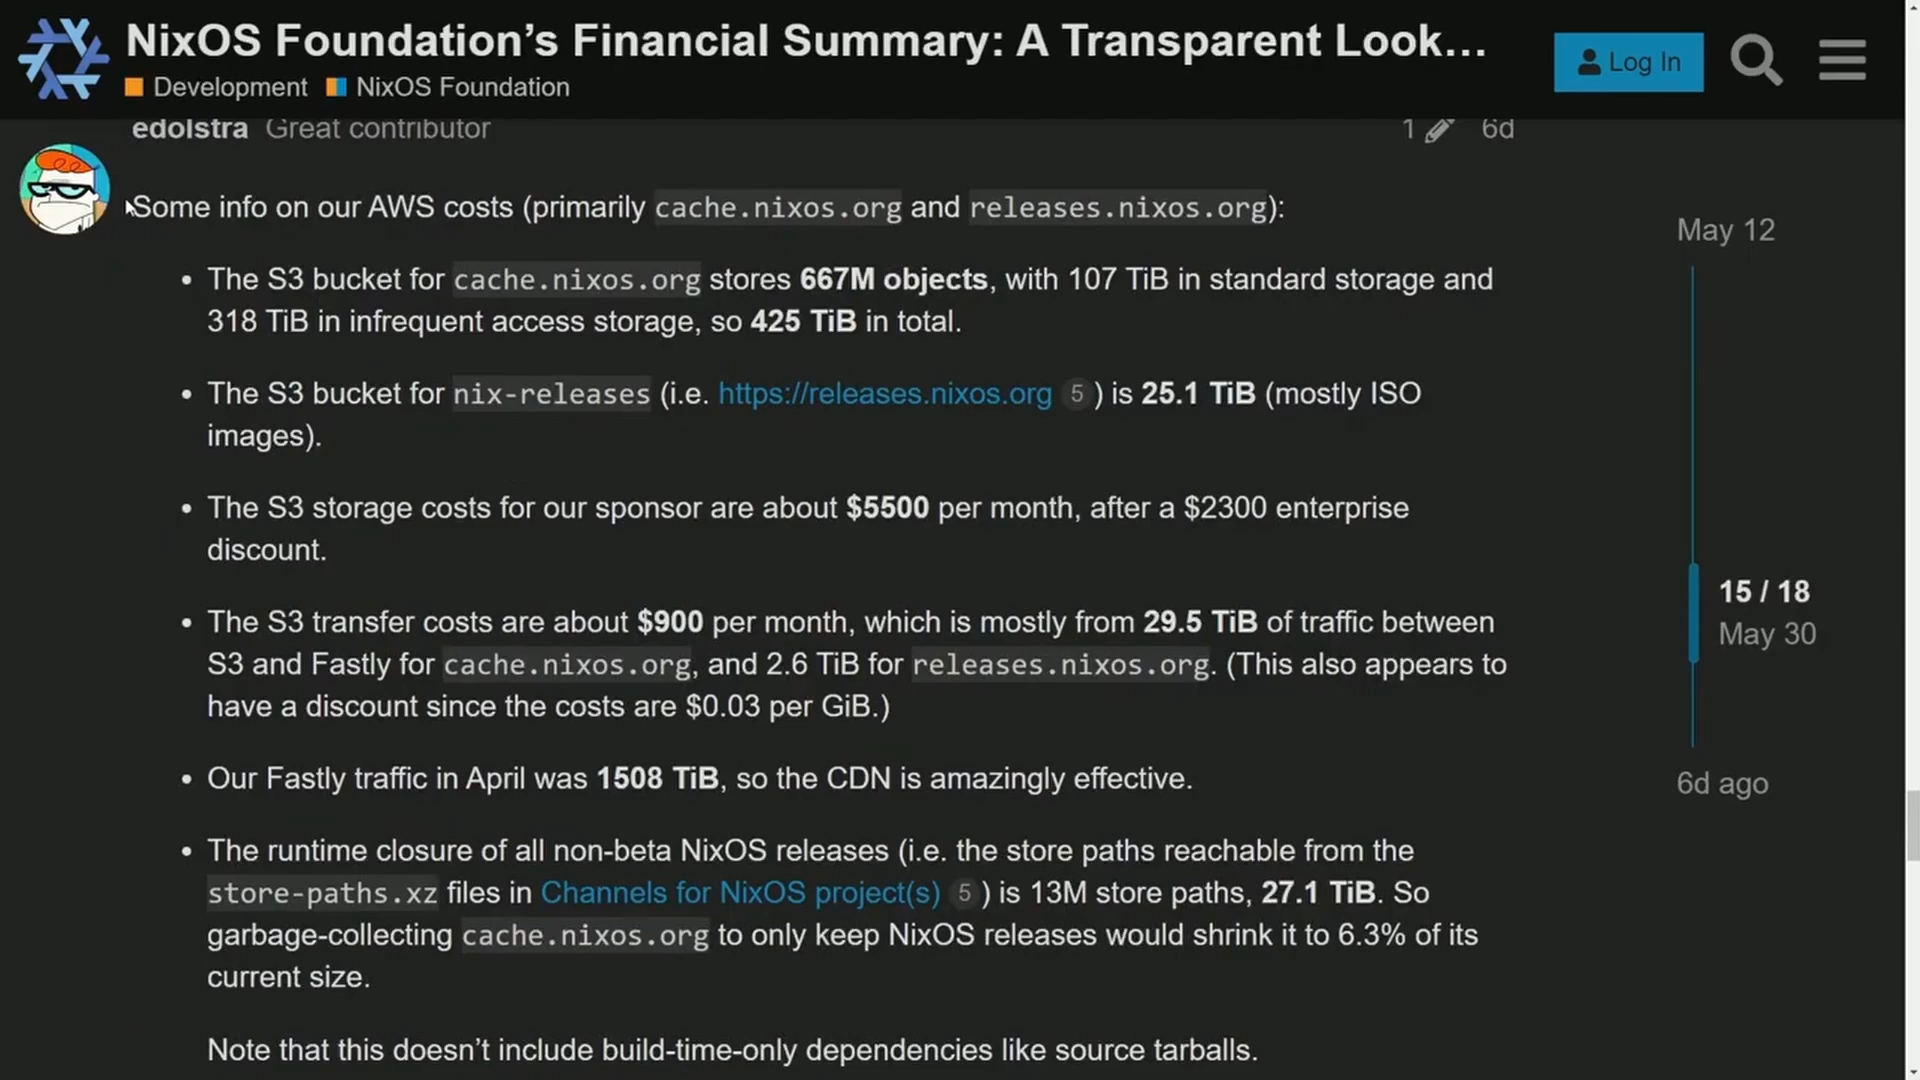 NixOS Foundation's Financial Summary: A Transparent Look...
Development NixOS Foundation
Log In
edolstra Great contributor 1 6d
Some info on our AWS costs (primarily cache.nixos.org and releases.nixos.org):
• The S3 bucket for cache.nixos.org stores 667M objects, with 107 TiB in standard storage and
318 TiB in infrequent access storage, so 425 TiB in total.
• The S3 bucket for nix-releases (i.e. https://releases.nixos.org 5 ) is 25.1 TiB (mostly ISO
images).
• The S3 storage costs for our sponsor are about $5500 per month, after a $2300 enterprise
discount.
• The S3 transfer costs are about $900 per month, which is mostly from 29.5 TiB of traffic between
S3 and Fastly for cache.nixos.org, and 2.6 TiB for releases.nixos.org. (This also appears to
have a discount since the costs are $0.03 per GiB.)
• Our Fastly traffic in April was 1508 TiB, so the CDN is amazingly effective.
• The runtime closure of all non-beta NixOS releases (i.e. the store paths reachable from the
store-paths.xz files in Channels for NixOS project(s) 5 ) is 13M store paths, 27.1 TiB. So
garbage-collecting cache.nixos.org to only keep NixOS releases would shrink it to 6.3% of its
current size.
Note that this doesn't include build-time-only dependencies like source tarballs.
May 12
15 / 18
May 30
6d ago